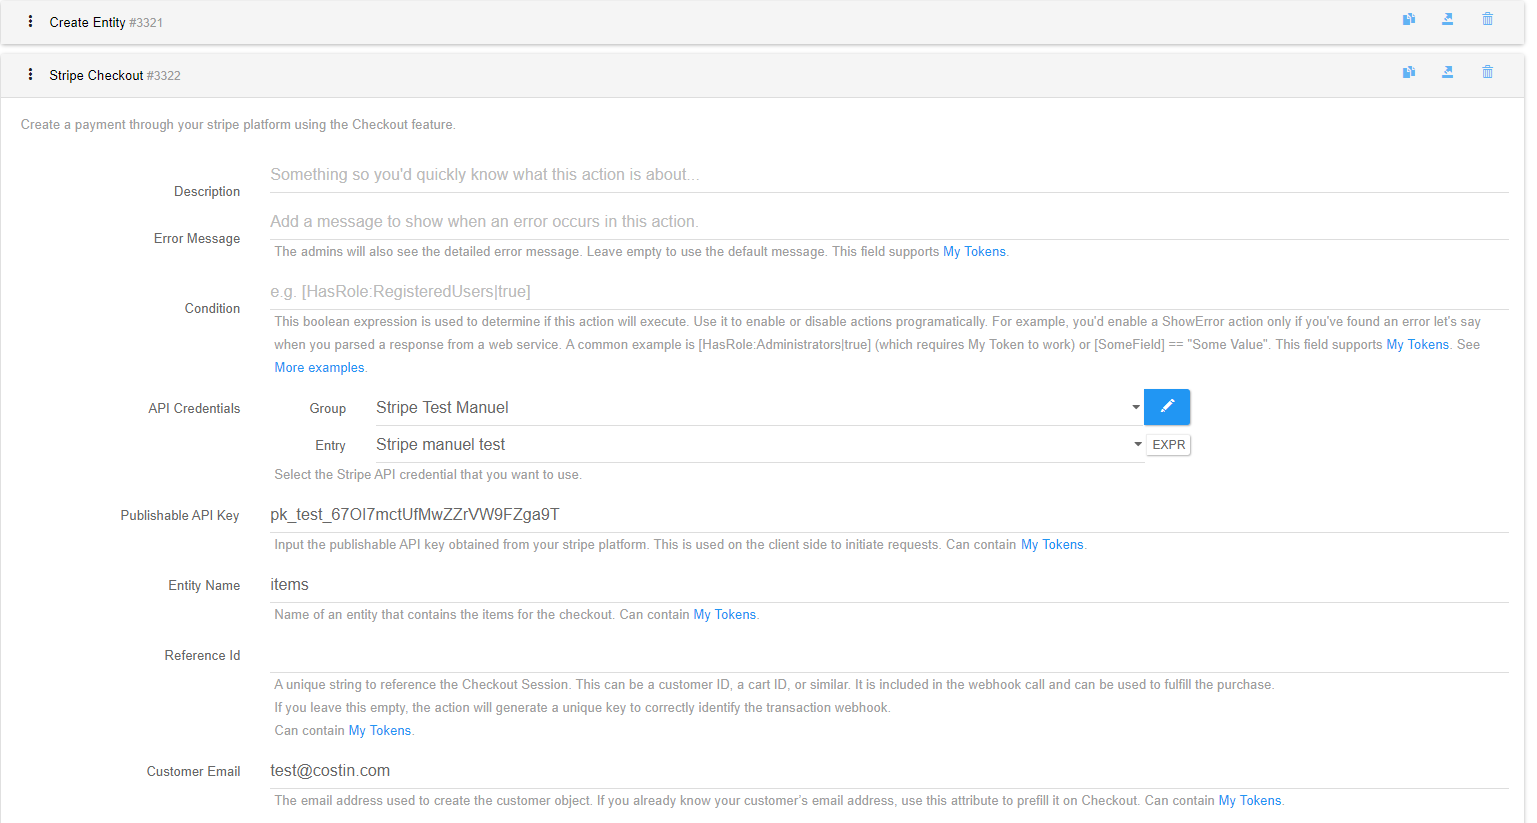 Create Entity #3321
Stripe Checkout #3322
Create a payment through your stripe platform using the Checkout feature.
Description
Something so you'd quickly know what this action is about...
Error Message
Add a message to show when an error occurs in this action.
The admins will also see the detailed error message. Leave empty to use the default message. This field supports My Tokens.
Condition
e.g. [HasRole:RegisteredUsers|true]
This boolean expression is used to determine if this action will execute. Use it to enable or disable actions programatically. For example, you'd enable a ShowError action only if you've found an error let's say
when you parsed a response from a web service. A common example is [HasRole:Administrators|true] (which requires My Token to work) or [SomeField] == "Some Value". This field supports My Tokens. See
More examples.
API Credentials
Group
Stripe Test Manuel
Entry
Stripe manuel test
EXPR
Select the Stripe API credential that you want to use.
Publishable API Key
pk_test_67OI7mctUfMwZZrVW9FZga9T
Input the publishable API key obtained from your stripe platform. This is used on the client side to initiate requests. Can contain My Tokens.
Entity Name
items
Name of an entity that contains the items for the checkout. Can contain My Tokens.
Reference Id
A unique string to reference the Checkout Session. This can be a customer ID, a cart ID, or similar. It is included in the webhook call and can be used to fulfill the purchase.
If you leave this empty, the action will generate a unique key to correctly identify the transaction webhook.
Can contain My Tokens.
Customer Email
test@costin.com
The email address used to create the customer object. If you already know your customer's email address, use this attribute to prefill it on Checkout. Can contain My Tokens.